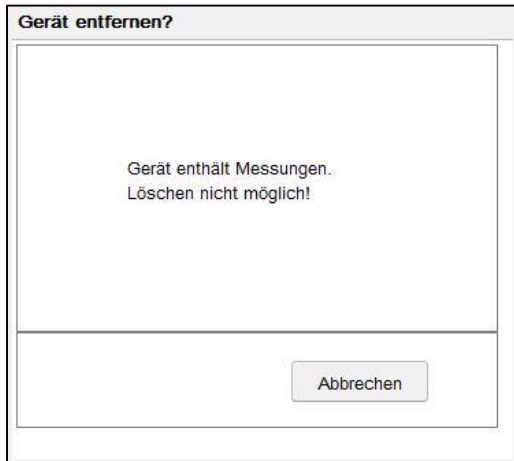 Gerät entfernen?
Gerät enthält Messungen.
Löschen nicht möglich!
Abbrechen